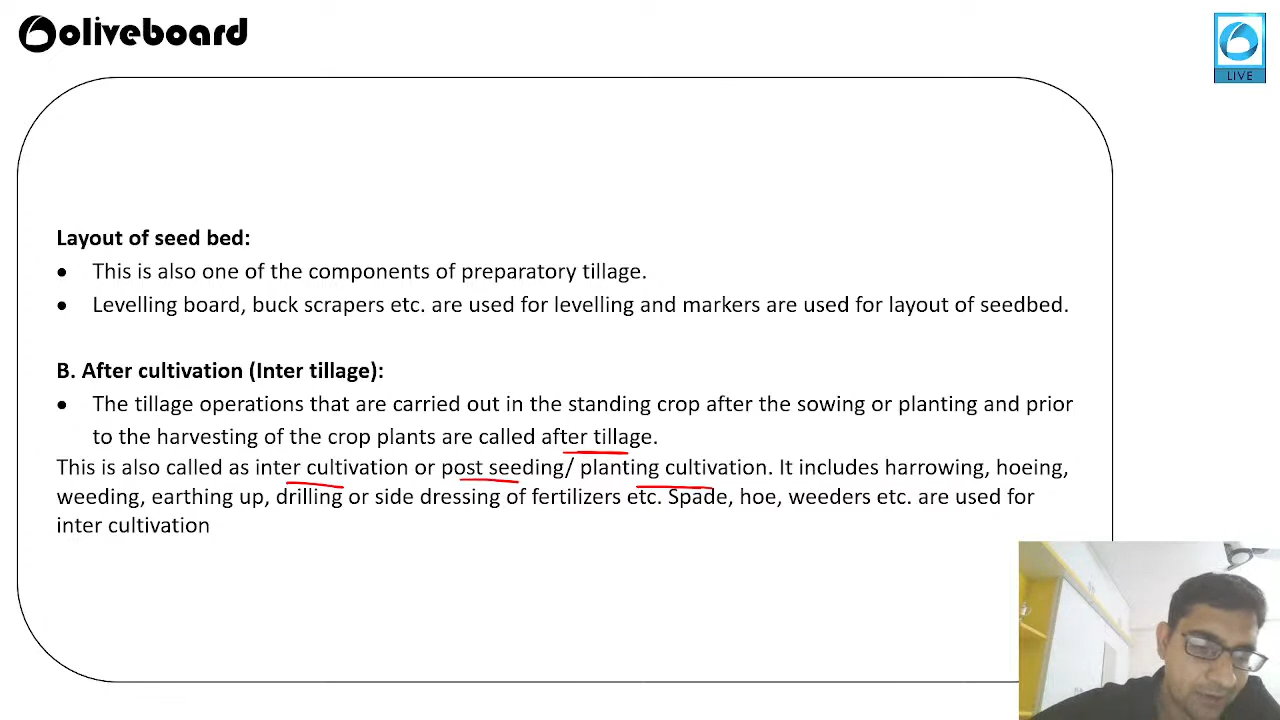 oliveboard
LIVE
Layout of seed bed:
• This is also one of the components of preparatory tillage.
• Levelling board, buck scrapers etc. are used for levelling and markers are used for layout of seedbed.
B. After cultivation (Inter tillage):
• The tillage operations that are carried out in the standing crop after the sowing or planting and prior
to the harvesting of the crop plants are called after tillage.
This is also called as inter cultivation or post seeding/ planting cultivation. It includes harrowing, hoeing,
weeding, earthing up, drilling or side dressing of fertilizers etc. Spade, hoe, weeders etc. are used for
inter cultivation